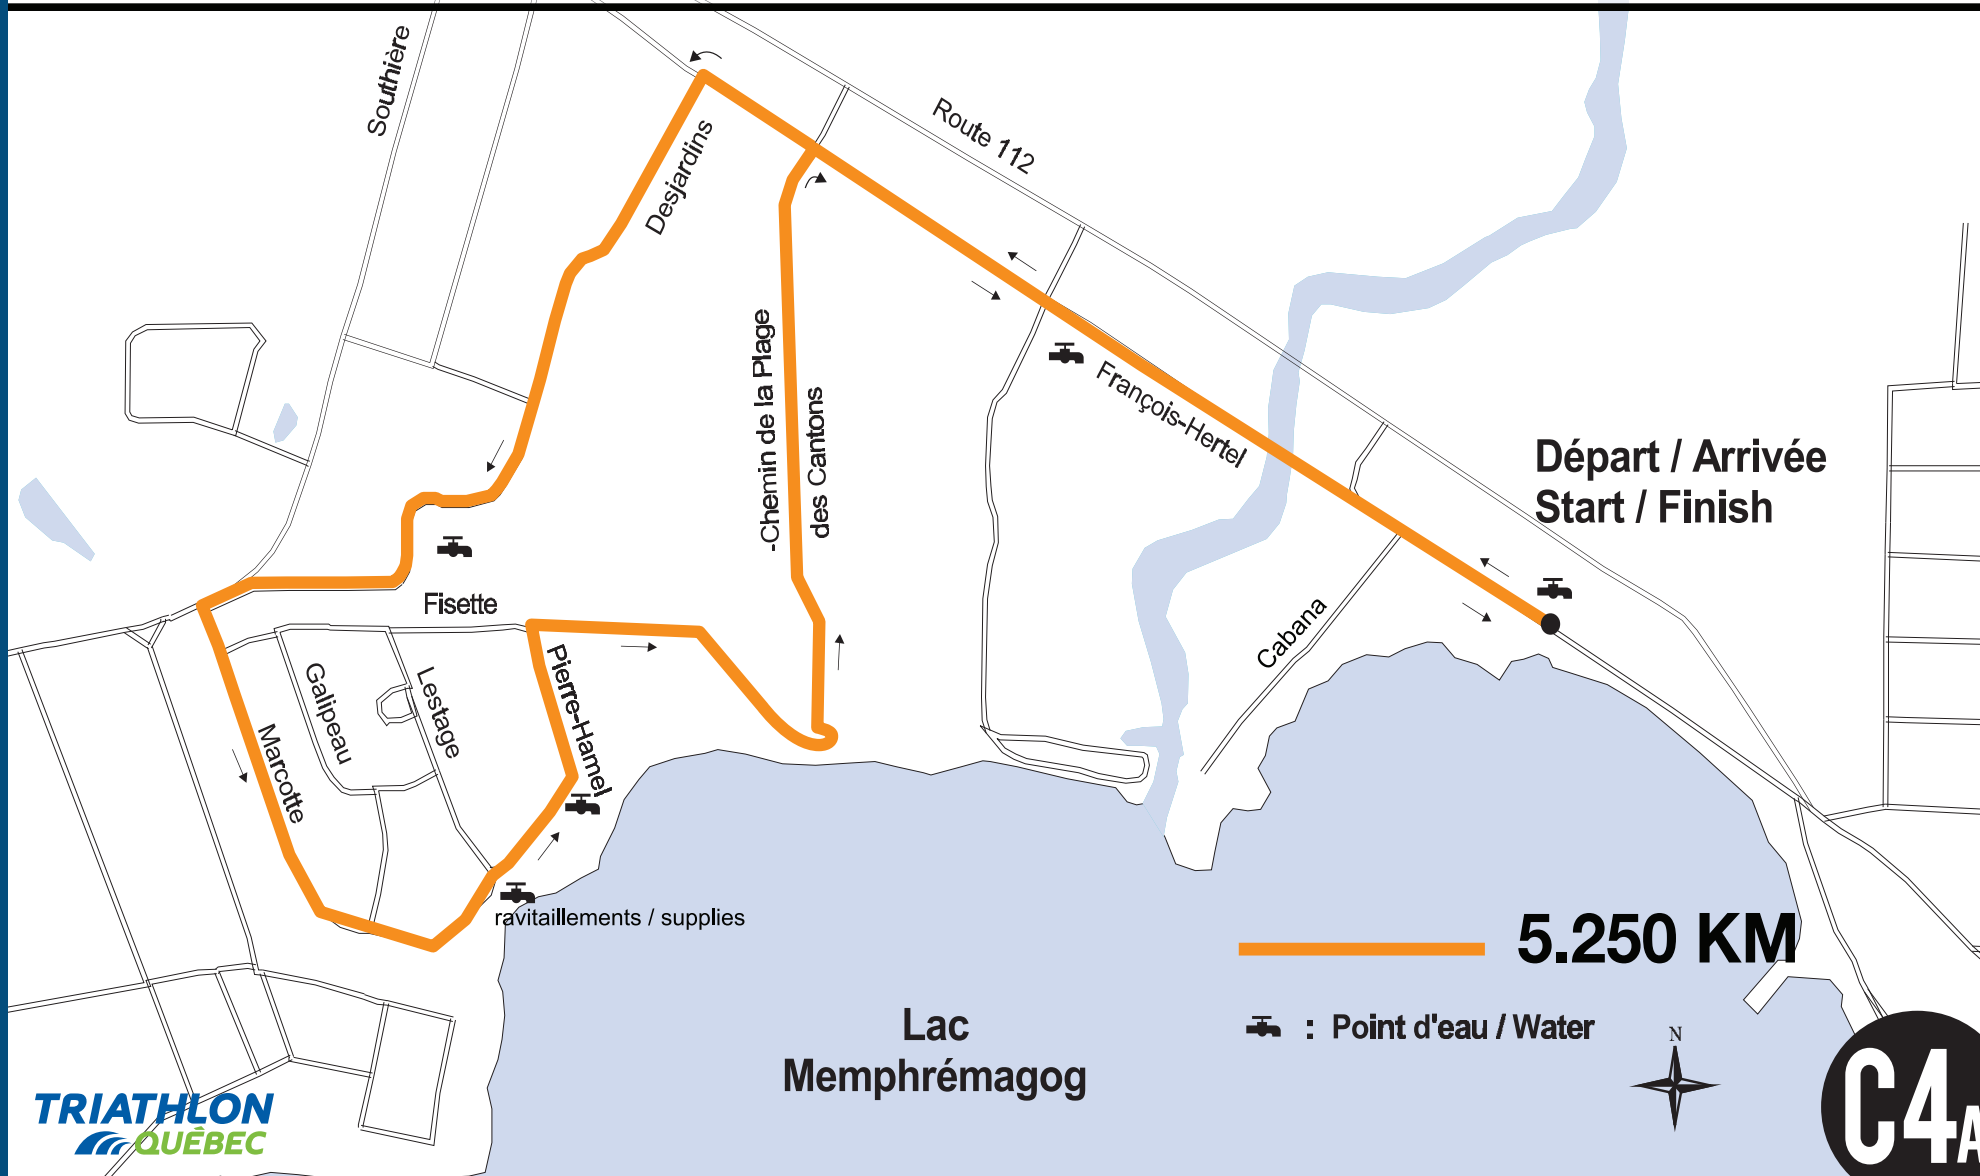 Southière
Desjardins
Route 112
-Chemin de la Plage
des Cantons
François-Hertel
Départ / Arrivée
Start / Finish
Fisette
Cabana
Pierre-Hamel
Galipeau
Lestage
Marcotte
ravitaillements / supplies
5.250 KM
: Point d'eau / Water
Lac
Memphrémagog
N
C4A
TRIATHLON
QUÉBEC